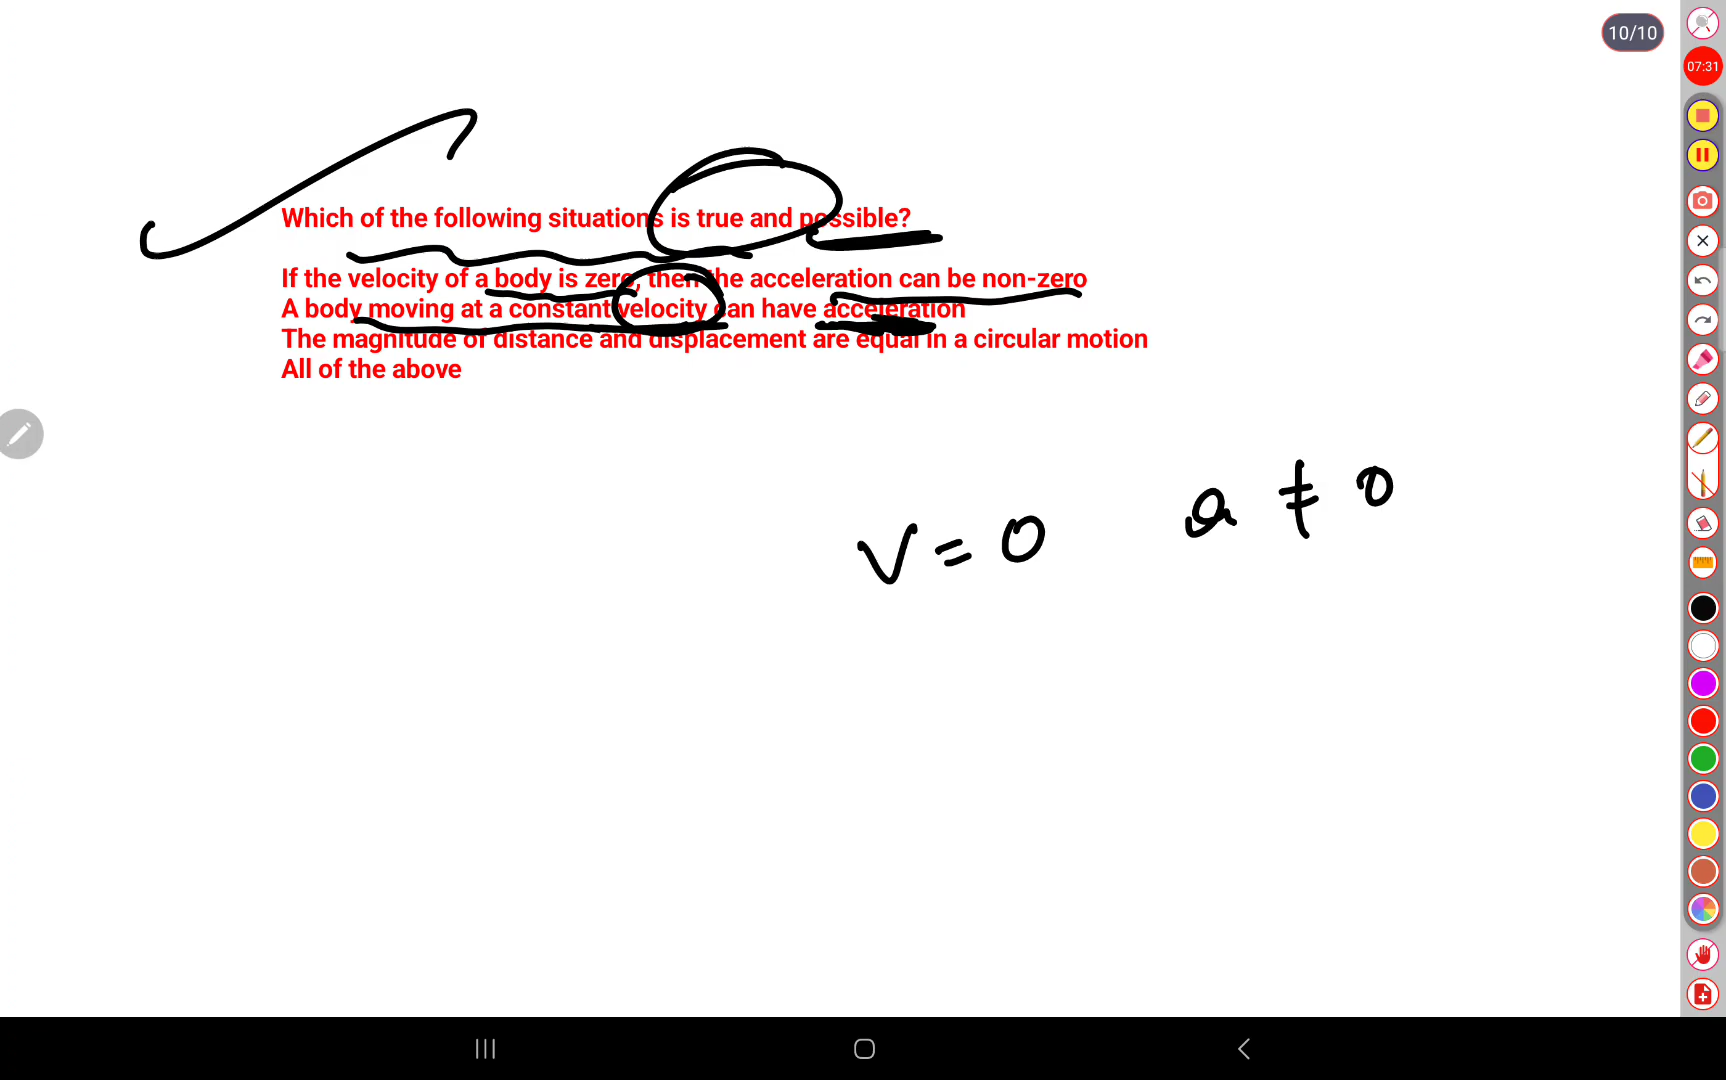 10/10
07:31
Which of the following situations is true and possible?
If the velocity of a body is zero, then the acceleration can be non-zero
A body moving at a constant velocity can have acceleration
The magnitude of distance and displacement are equal in a circular motion
All of the above
V = 0 a ≠ 0